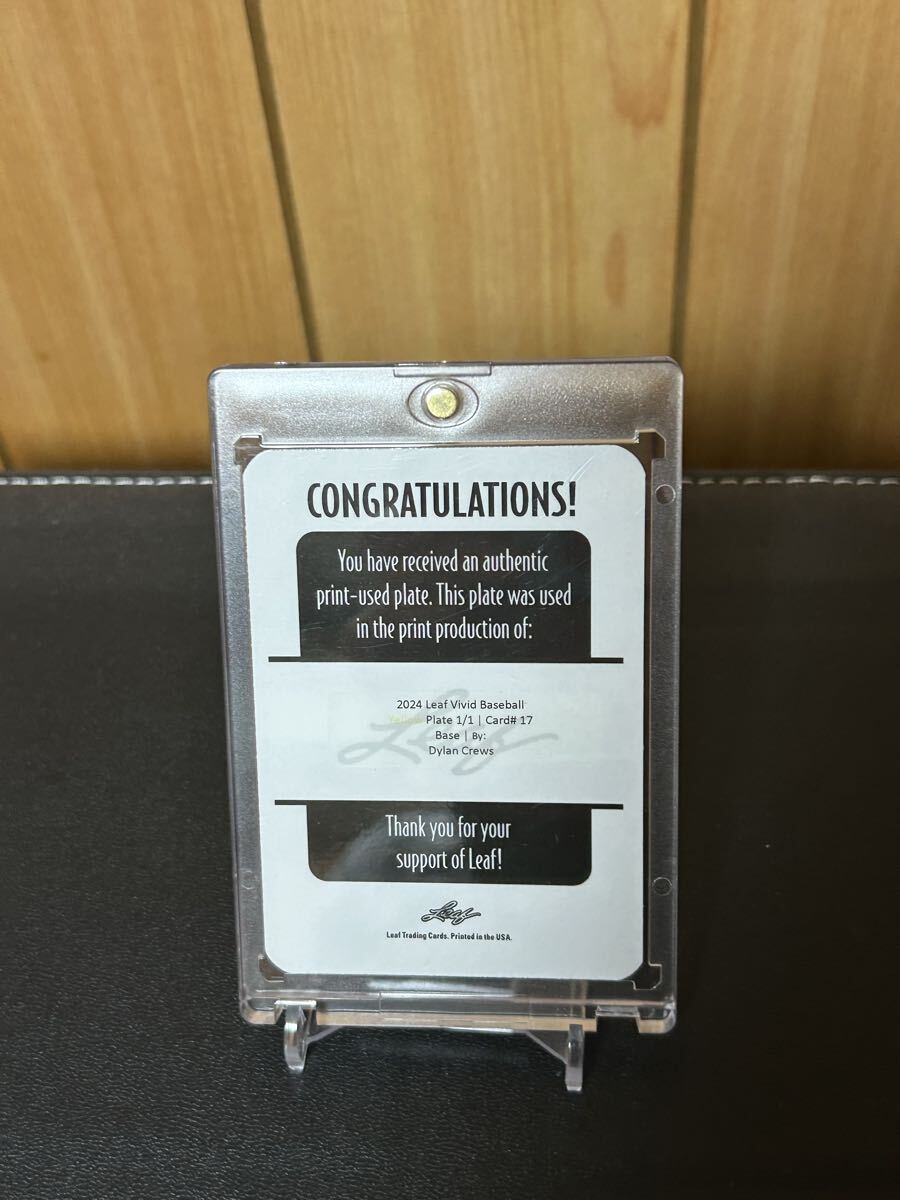 CONGRATULATIONS!
You have received an authentic
print-used plate. This plate was used
in the print production of:
2024 Leaf Vivid Baseball
Yellow Plate 1/1 | Card# 17
Base | By:
Dylan Crews
Leaf
Thank you for your
support of Leaf!
Leaf
Leaf Trading Cards. Printed in the USA.